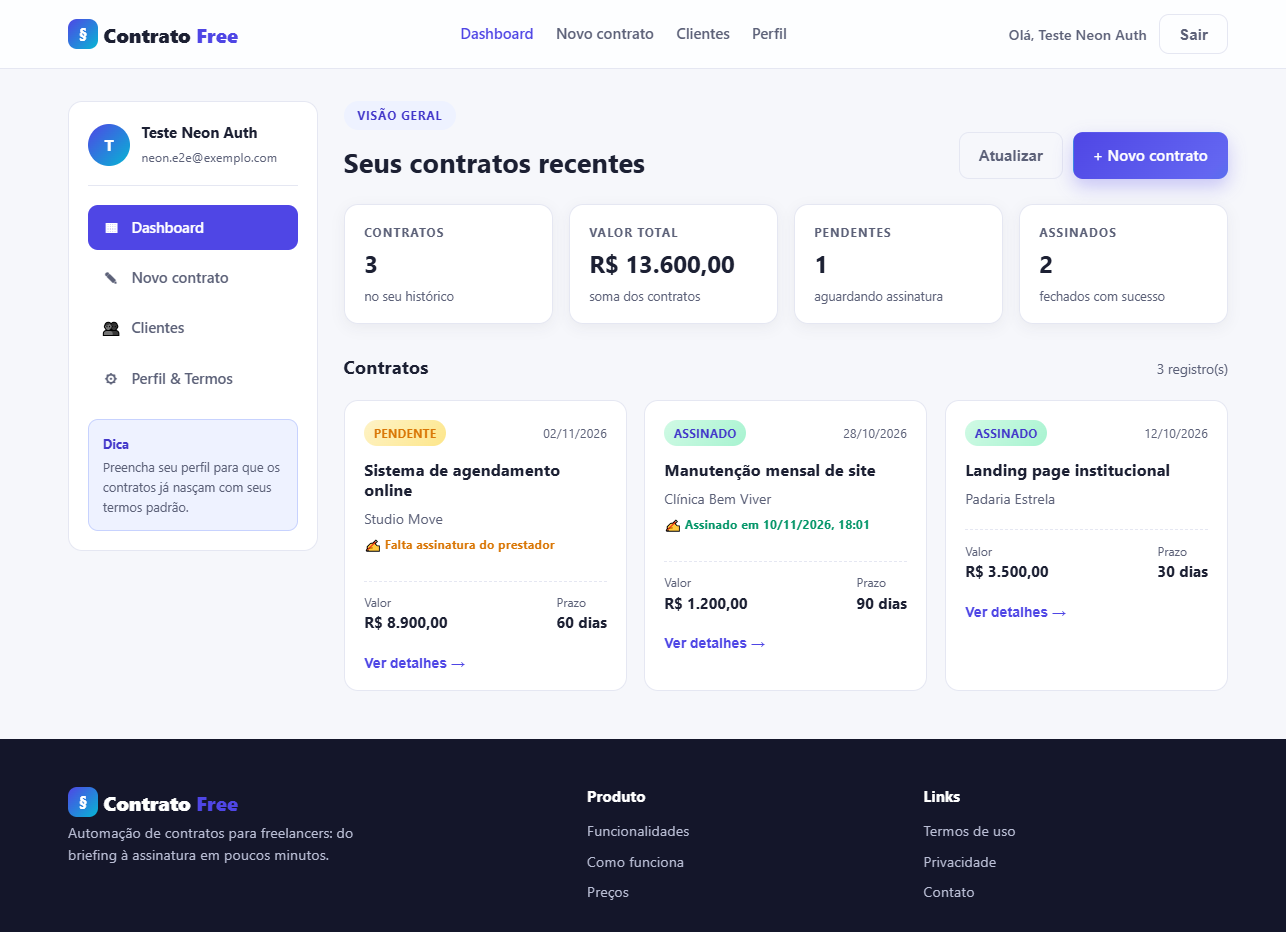 § Contrato Free
Dashboard Novo contrato Clientes Perfil
Olá, Teste Neon Auth Sair
T
Teste Neon Auth
neon.e2e@exemplo.com
Dashboard
Novo contrato
Clientes
Perfil & Termos
Dica
Preencha seu perfil para que os
contratos já nasçam com seus
termos padrão.
VISÃO GERAL
Seus contratos recentes
Atualizar + Novo contrato
CONTRATOS
3
no seu histórico
VALOR TOTAL
R$ 13.600,00
soma dos contratos
PENDENTES
1
aguardando assinatura
ASSINADOS
2
fechados com sucesso
Contratos
3 registro(s)
PENDENTE 02/11/2026
Sistema de agendamento
online
Studio Move
✍ Falta assinatura do prestador
Valor Prazo
R$ 8.900,00 60 dias
Ver detalhes →
ASSINADO 28/10/2026
Manutenção mensal de site
Clínica Bem Viver
✍ Assinado em 10/11/2026, 18:01
Valor Prazo
R$ 1.200,00 90 dias
Ver detalhes →
ASSINADO 12/10/2026
Landing page institucional
Padaria Estrela
Valor Prazo
R$ 3.500,00 30 dias
Ver detalhes →
§ Contrato Free
Automação de contratos para freelancers: do
briefing à assinatura em poucos minutos.
Produto
Funcionalidades
Como funciona
Preços
Links
Termos de uso
Privacidade
Contato